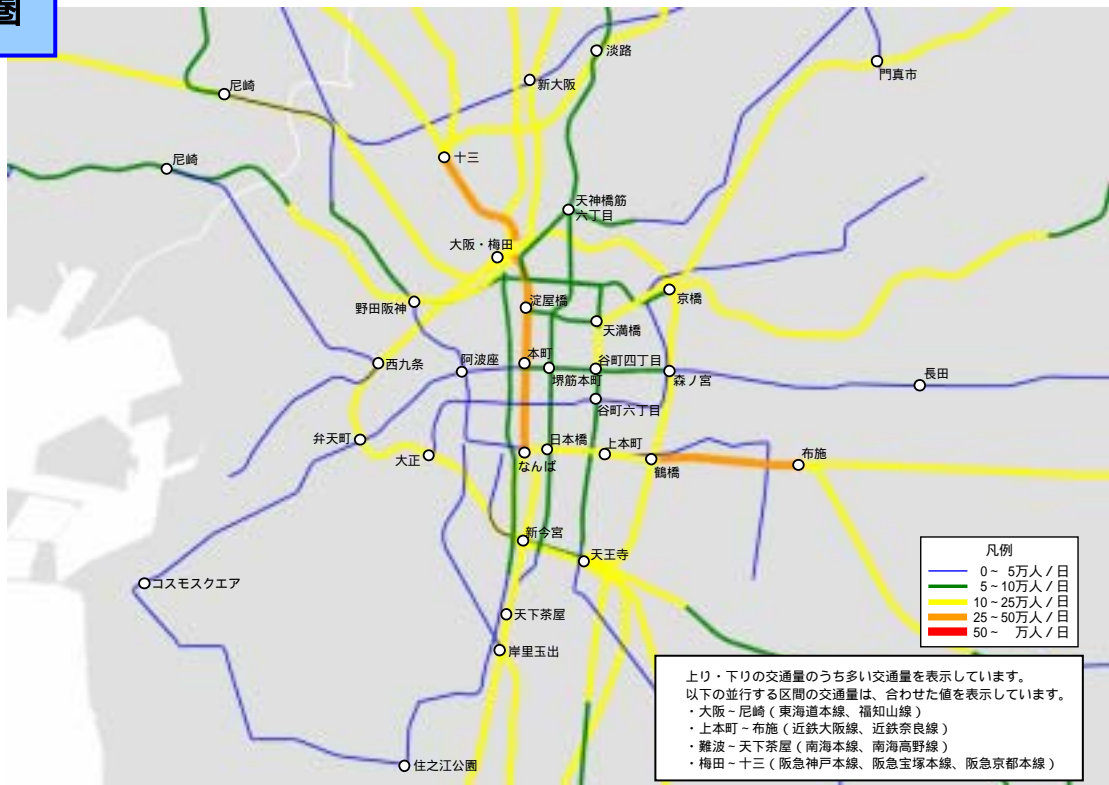 圏
淡路
尼崎
新大阪
門真市
十三
尼崎
天神橋筋
六丁目
大阪・梅田
京橋
野田阪神
淀屋橋
天満橋
西九条
阿波座
本町
谷町四丁目
堺筋本町
森ノ宮
長田
谷町六丁目
弁天町
大正
なんば
日本橋
上本町
鶴橋
布施
新今宮
天王寺
コスモスクエア
天下茶屋
岸里玉出
住之江公園
凡例
0～ 5万人/日
5～10万人/日
10～25万人/日
25～50万人/日
50～ 万人/日
上り・下りの交通量のうち多い交通量を表示しています。
以下の並行する区間の交通量は、合わせた値を表示しています。
・大阪～尼崎(東海道本線、福知山線)
・上本町～布施(近鉄大阪線、近鉄奈良線)
・難波～天下茶屋(南海本線、南海高野線)
・梅田～十三(阪急神戸本線、阪急宝塚本線、阪急京都本線)